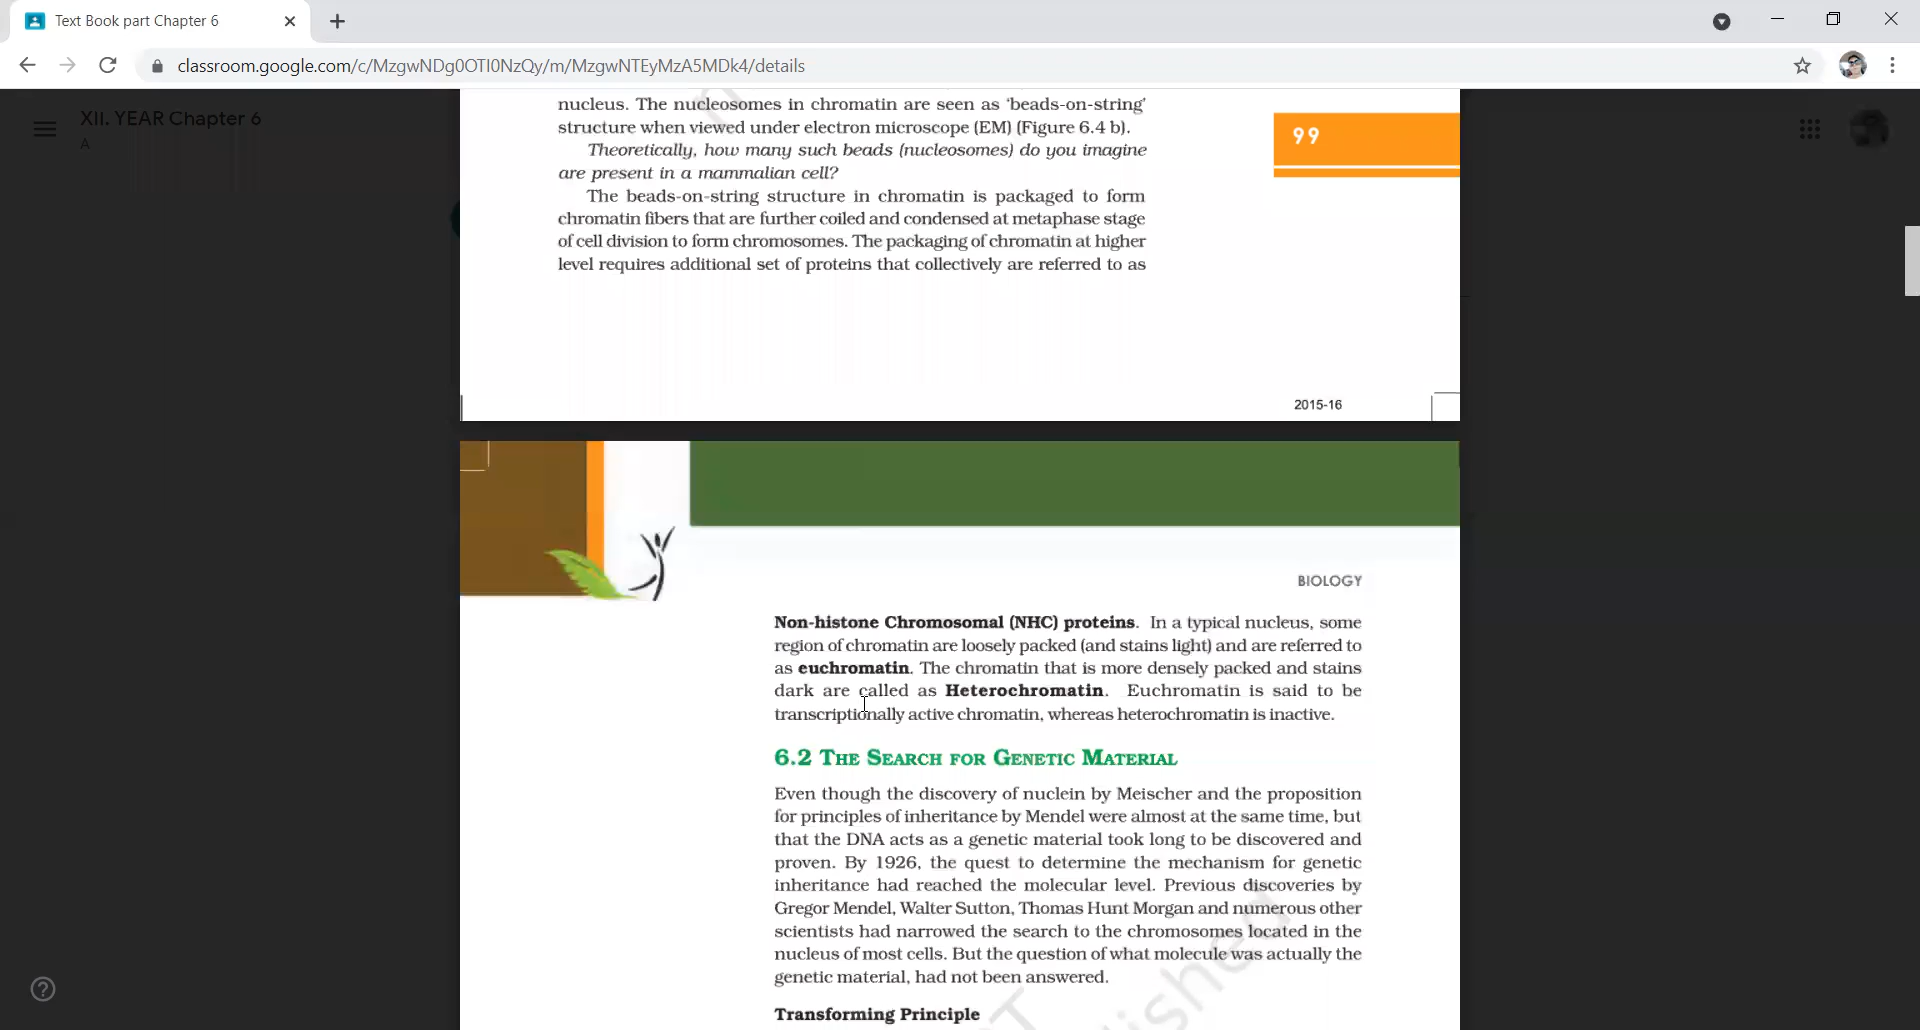 Text Book part Chapter 6
classroom.google.com/c/MzgwNDg0OTI0NzQy/m/MzgwNTEyMzA5MDk4/details
XII. YEAR Chapter 6
A
nucleus. The nucleosomes in chromatin are seen as 'beads-on-string'
structure when viewed under electron microscope (EM) (Figure 6.4 b).
Theoretically, how many such beads (nucleosomes) do you imagine
are present in a mammalian cell?
The beads-on-string structure in chromatin is packaged to form
chromatin fibers that are further coiled and condensed at metaphase stage
of cell division to form chromosomes. The packaging of chromatin at higher
level requires additional set of proteins that collectively are referred to as
99
2015-16
BIOLOGY
Non-histone Chromosomal (NHC) proteins. In a typical nucleus, some
region of chromatin are loosely packed (and stains light) and are referred to
as euchromatin. The chromatin that is more densely packed and stains
dark are called as Heterochromatin. Euchromatin is said to be
transcriptionally active chromatin, whereas heterochromatin is inactive.
6.2 THE SEARCH FOR GENETIC MATERIAL
Even though the discovery of nuclein by Meischer and the proposition
for principles of inheritance by Mendel were almost at the same time, but
that the DNA acts as a genetic material took long to be discovered and
proven. By 1926, the quest to determine the mechanism for genetic
inheritance had reached the molecular level. Previous discoveries by
Gregor Mendel, Walter Sutton, Thomas Hunt Morgan and numerous other
scientists had narrowed the search to the chromosomes located in the
nucleus of most cells. But the question of what molecule was actually the
genetic material, had not been answered.
Transforming Principle